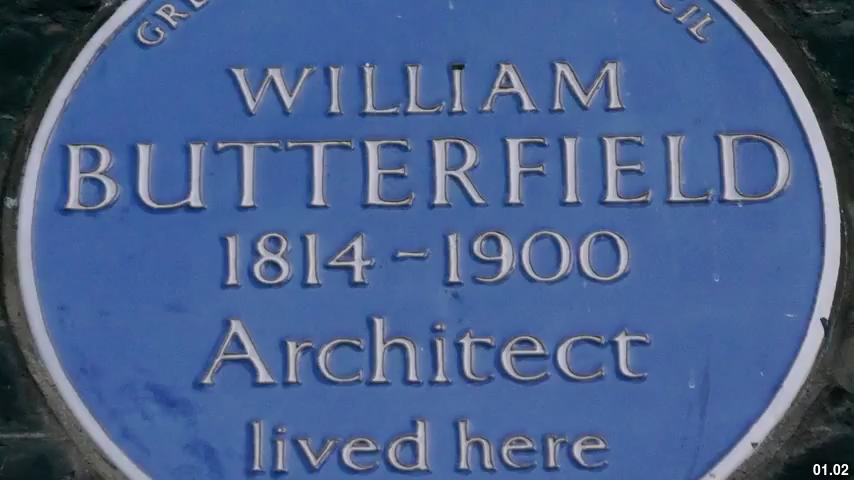 WILLIAM
BUTTERFIELD
1814-1900
Architect
lived here
01.02